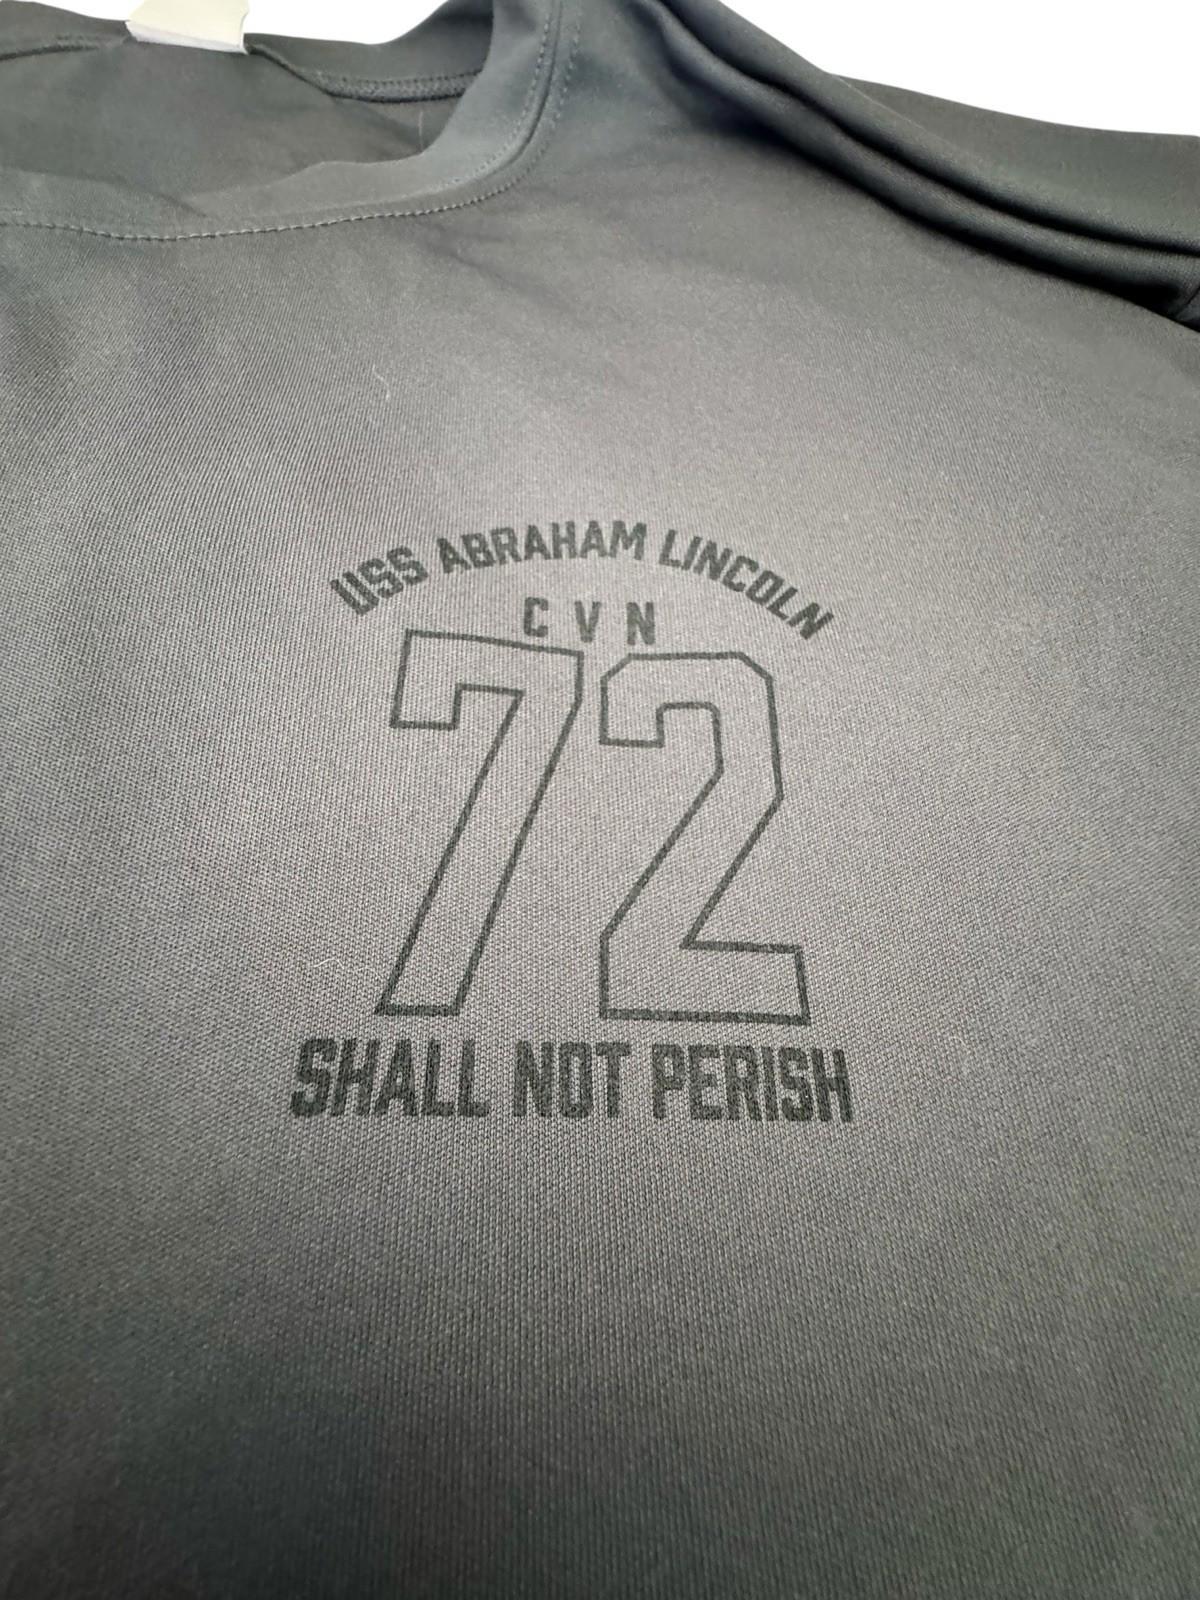 USS ABRAHAM LINCOLN
CVN
72
SHALL NOT PERISH